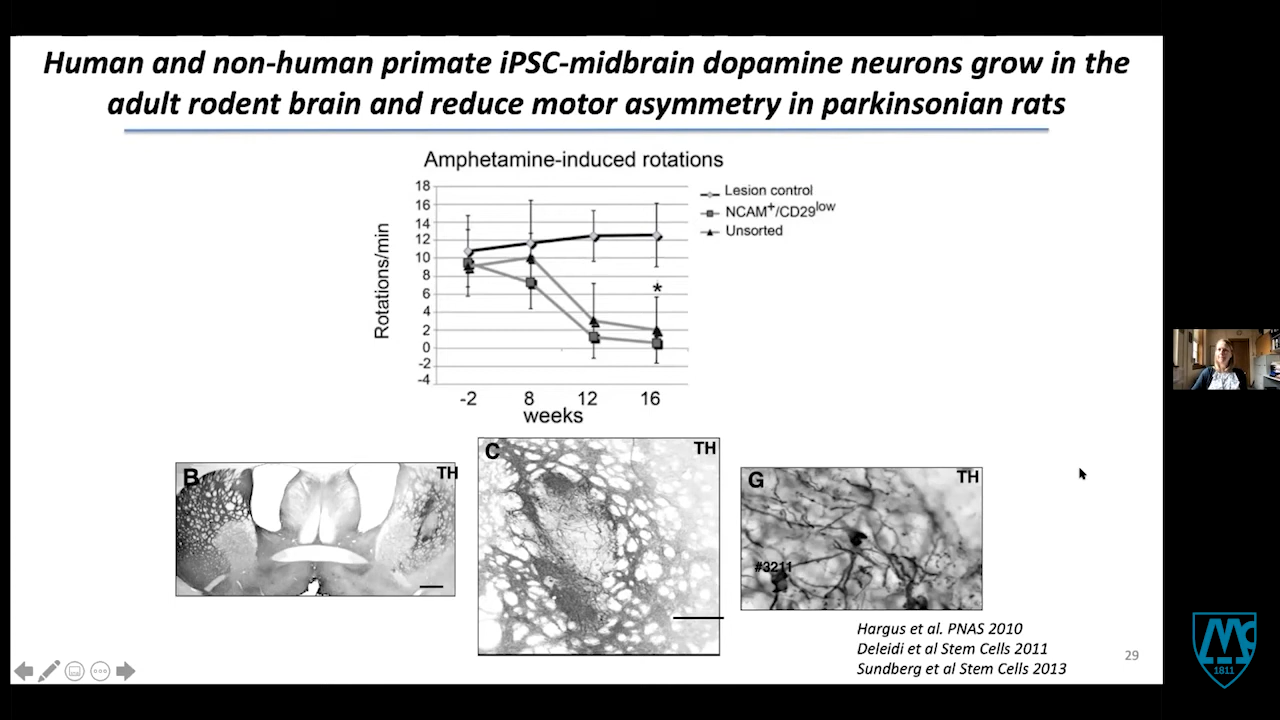 Human and non-human primate iPSC-midbrain dopamine neurons grow in the
adult rodent brain and reduce motor asymmetry in parkinsonian rats
Amphetamine-induced rotations
18
16
14
12
10
8
6
4
2
0
-2
-4
Rotations/min
*
-2 8 12 16
weeks
Lesion control
NCAM+/CD29low
Unsorted
B TH
C TH
G TH
#3211
Hargus et al. PNAS 2010
Deleidi et al Stem Cells 2011
Sundberg et al Stem Cells 2013
29
1811